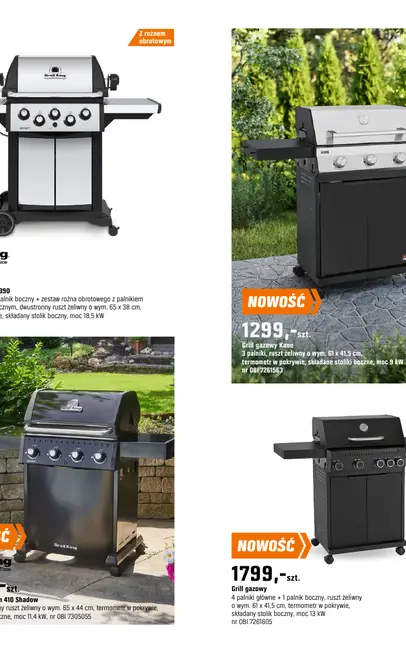 Z rożnem
obrotowym
Broil King
390
alnik boczny + zestaw rożna obrotowego z palnikiem
cznym, dwustronny ruszt żeliwny o wym. 65 x 38 cm,
e, składany stolik boczny, moc 18,5 kW
NOWOŚĆ
1299,-szt.
Grill gazowy Kane
3 palniki, ruszt żeliwny o wym. 61 x 41,5 cm,
termometr w pokrywie, składane stoliki boczne, moc 9 kW
nr OBI 7261563
Broil King
-szt.
410 Shadow
ny ruszt żeliwny o wym. 65 x 44 cm, termometr w pokrywie,
czne, moc 11,4 kW, nr OBI 7305055
NOWOŚĆ
1799,-szt.
Grill gazowy
4 palniki główne + 1 palnik boczny, ruszt żeliwny
o wym. 61 x 41,5 cm, termometr w pokrywie,
składany stolik boczny, moc 13 kW
nr OBI 7261605